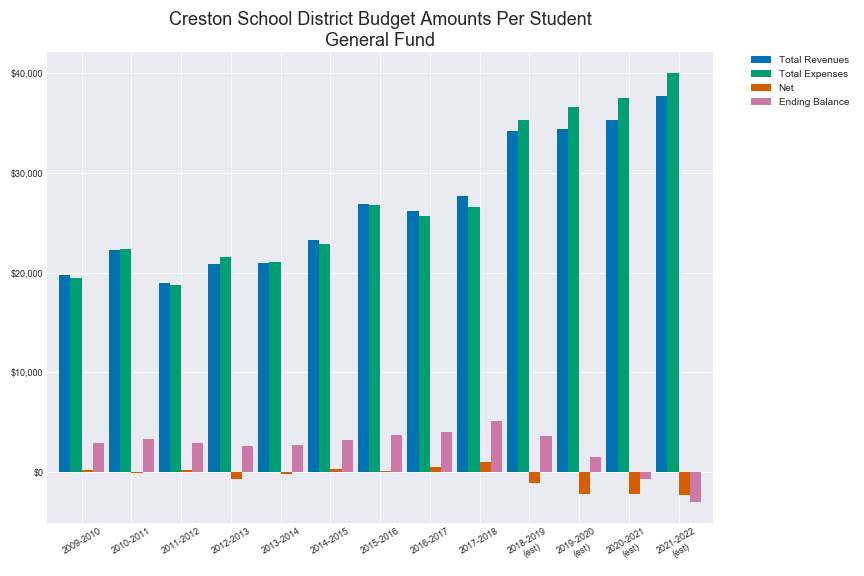 Creston School District Budget Amounts Per Student
General Fund
Total Revenues
Total Expenses
Net
Ending Balance
$40,000
$30,000
$20,000
$10,000
$0
2009-2010
2010-2011
2011-2012
2012-2013
2013-2014
2014-2015
2015-2016
2016-2017
2017-2018
2018-2019
(est)
2019-2020
(est)
2020-2021
(est)
2021-2022
(est)